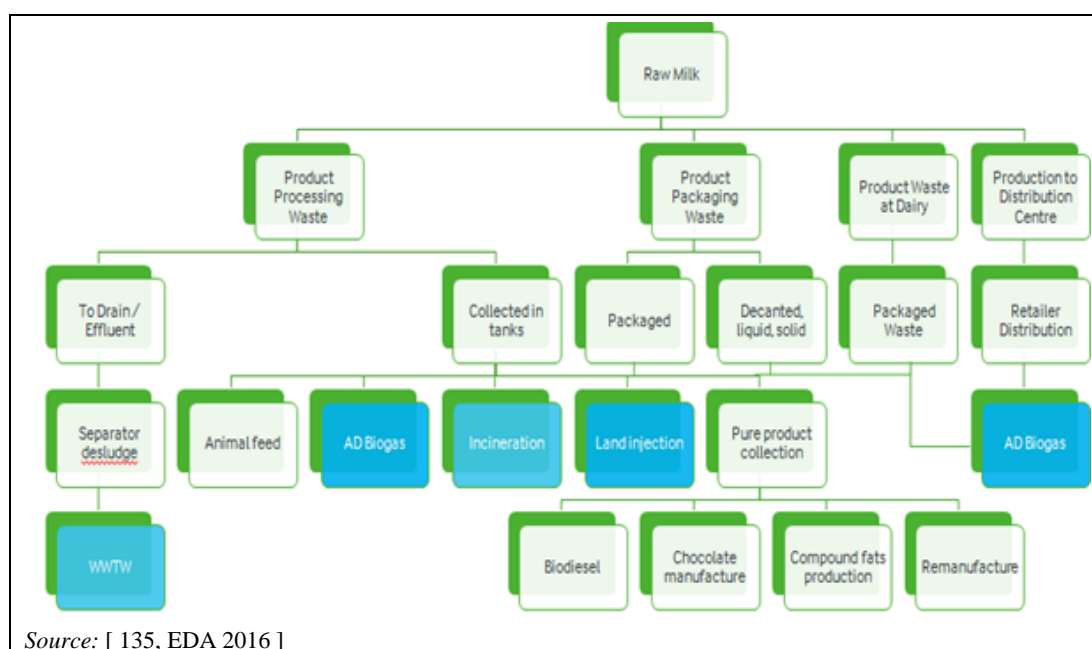 Raw Milk
Product
Processing
Waste
Product
Packaging
Waste
Product Waste
at Dairy
Production to
Distribution
Centre
To Drain /
Effluent
Collected in
tanks
Packaged
Decanted,
liquid, solid
Packaged
Waste
Retailer
Distribution
Separator
desludge
Animal feed
AD Biogas
Incineration
Land injection
Pure product
collection
AD Biogas
WWTW
Biodiesel
Chocolate
manufacture
Compound fats
production
Remanufacture
Source: [ 135, EDA 2016 ]